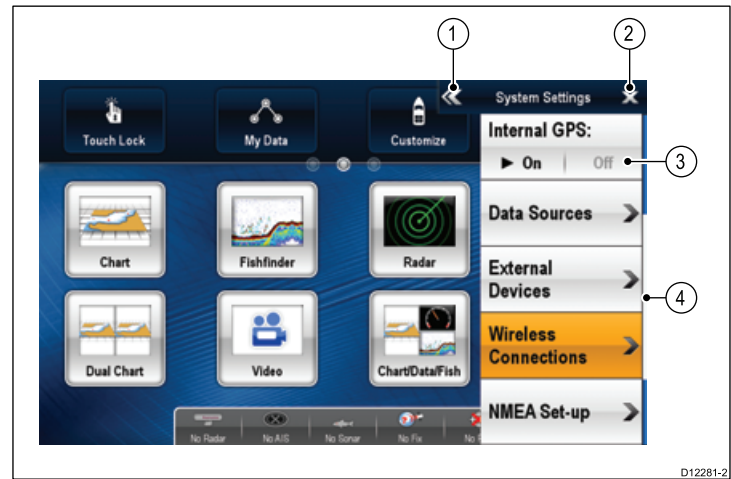 1
2
System Settings
Touch Lock
My Data
Customize
Internal GPS:
On
Off
3
Data Sources
Chart
Fishfinder
Radar
External
Devices
4
Wireless
Connections
Dual Chart
Video
Chart/Data/Fish
NMEA Set-up
No Radar
No AIS
No Sonar
No Fix
No
D12281-2